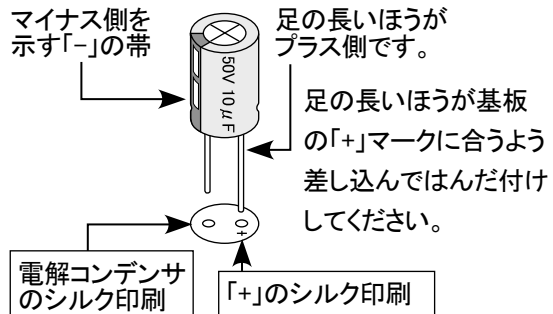 マイナス側を
示す「−」の帯
足の長いほうが
プラス側です。
50V 10μF
足の長いほうが基板
の「+」マークに合うよう
差し込んではんだ付け
してください。
+
電解コンデンサ
のシルク印刷
「+」のシルク印刷